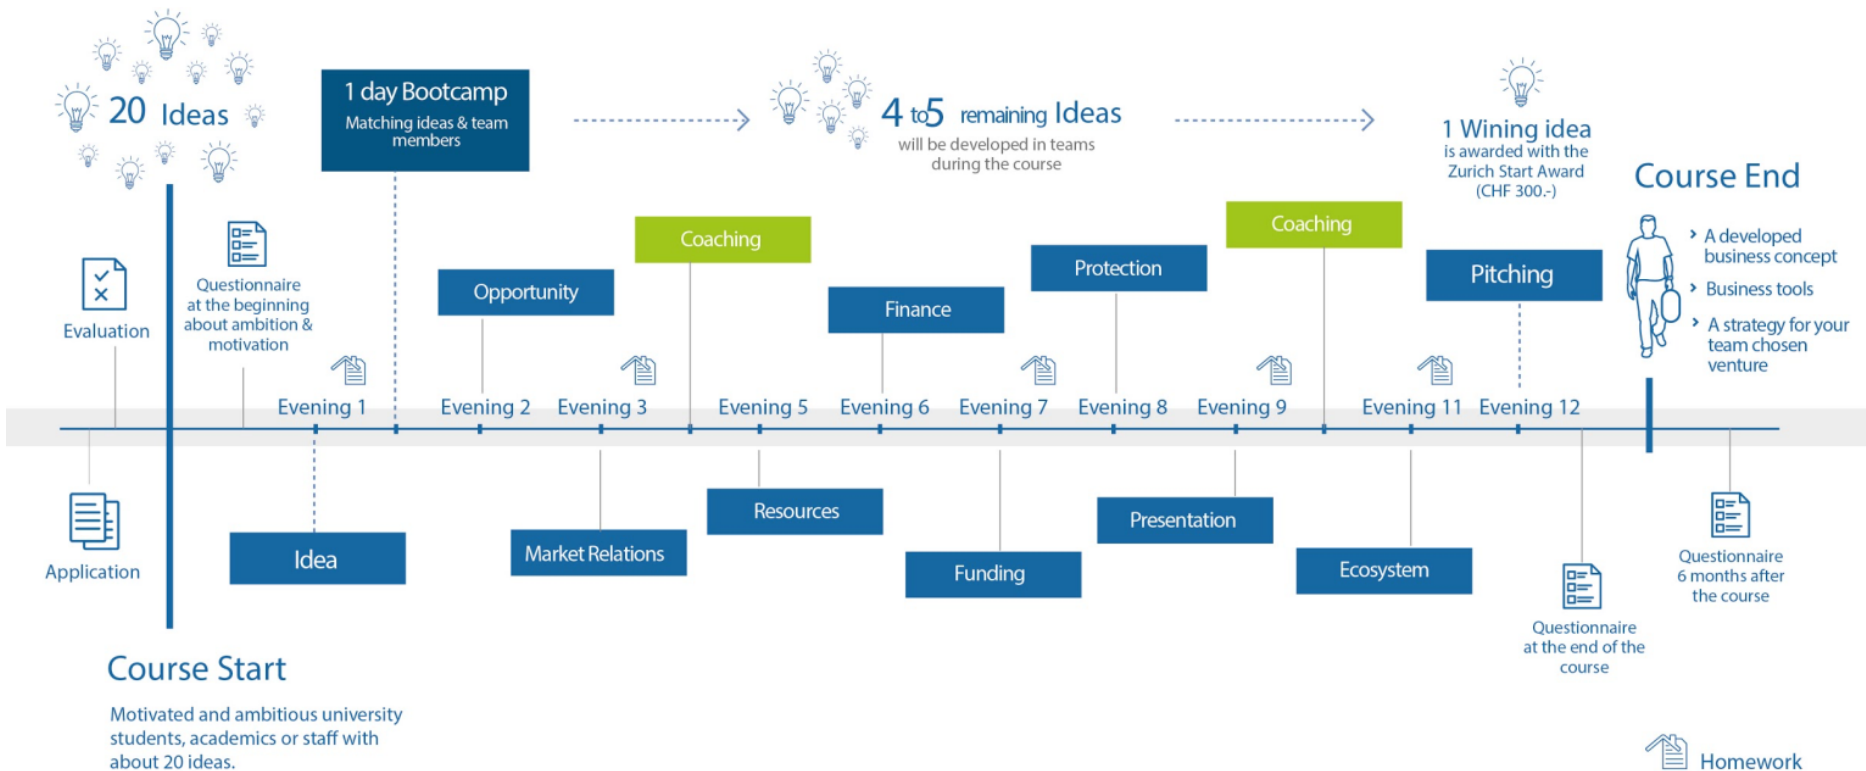 20 Ideas
1 day Bootcamp
Matching ideas & team
members
4 to5 remaining Ideas
will be developed in teams
during the course
1 Wining idea
is awarded with the
Zurich Start Award
(CHF 300.-)
Course End
A developed
business concept
Business tools
A strategy for your
team chosen
venture
Evaluation
Questionnaire
at the beginning
about ambition &
motivation
Opportunity
Coaching
Finance
Protection
Coaching
Pitching
Evening 1
Evening 2
Evening 3
Evening 5
Evening 6
Evening 7
Evening 8
Evening 9
Evening 11
Evening 12
Application
Idea
Market Relations
Resources
Funding
Presentation
Ecosystem
Questionnaire
at the end of the
course
Questionnaire
6 months after
the course
Course Start
Motivated and ambitious university
students, academics or staff with
about 20 ideas.
Homework